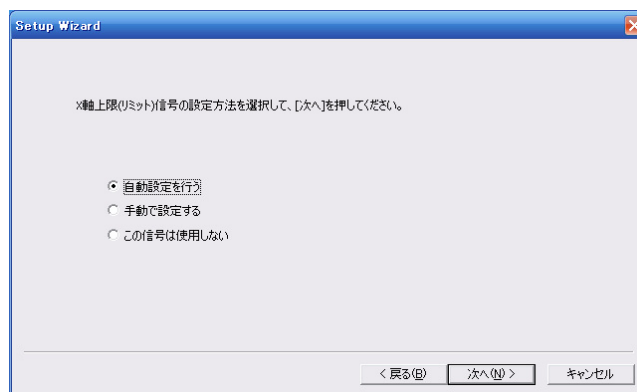 Setup Wizard
X軸上限(リミット)信号の設定方法を選択して、[次へ]を押してください。
自動設定を行う
手動で設定する
この信号は使用しない
< 戻る(B)
次へ(N) >
キャンセル